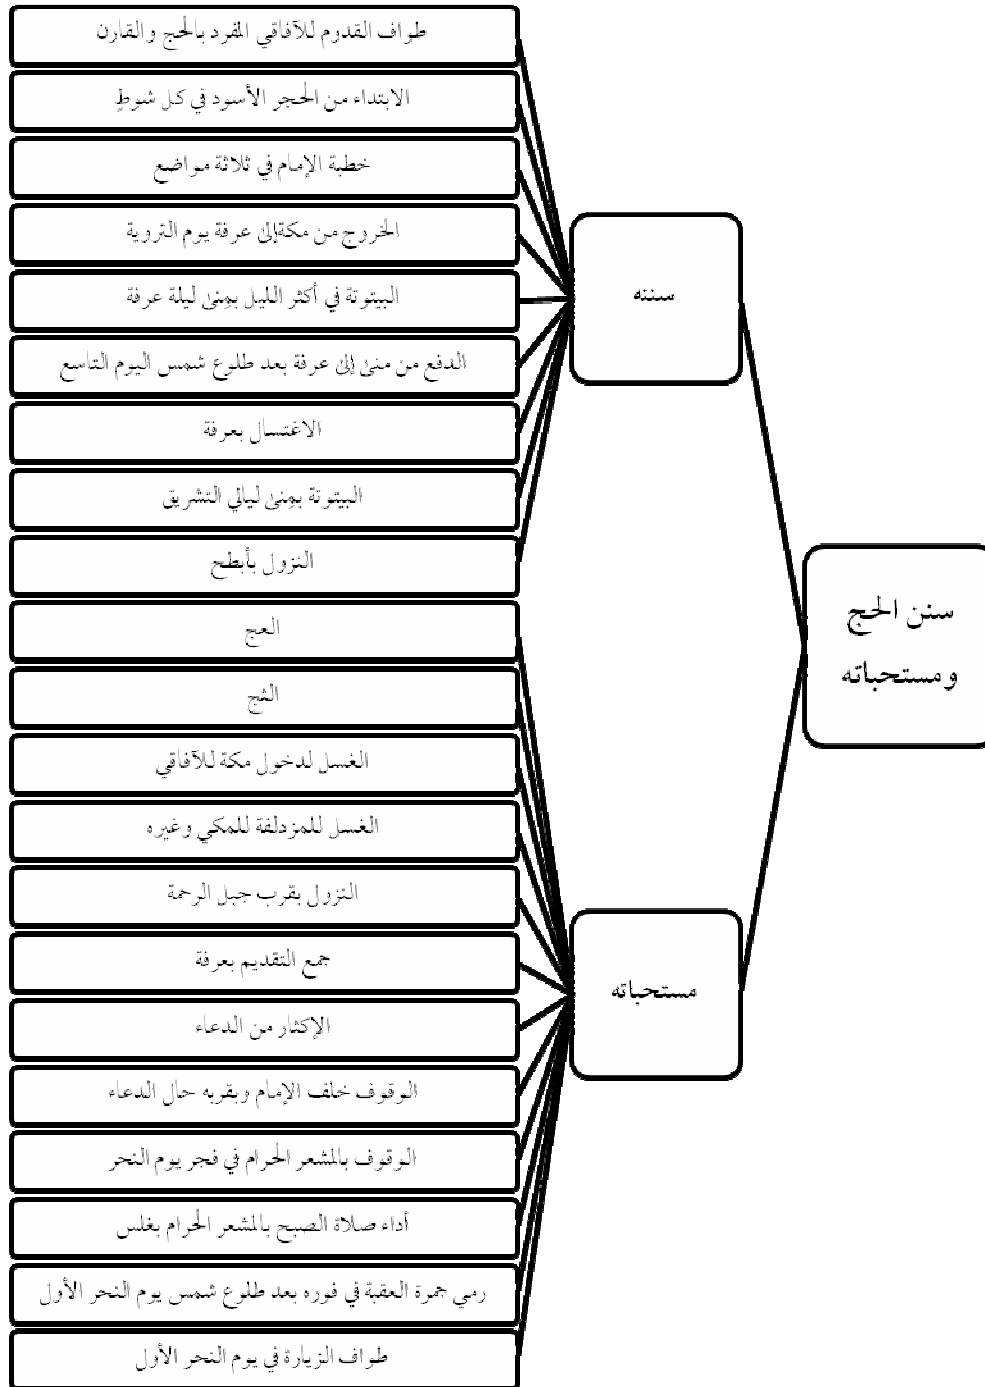 سنن الحج
ومستحباته
سننه
طواف القدوم للآفاقي المفرد بالحج والقارن
الابتداء من الحجر الأسود في كل شوطٍ
خطبة الإمام في ثلاثة مواضع
الخروج من مكة إلى عرفة يوم التروية
البيتوتة في أكثر الليل بمنى ليلة عرفة
الدفع من منى إلى عرفة بعد طلوع شمس اليوم التاسع
الاغتسال بعرفة
البيتوتة بمنى ليالي التشريق
النزول بأبطح
مستحباته
العج
الثج
الغسل لدخول مكة للآفاقي
الغسل للمزدلفة للمكي وغيره
النزول بقرب جبل الرحمة
جمع التقديم بعرفة
الإكثار من الدعاء
الوقوف خلف الإمام وبقربه حال الدعاء
الوقوف بالمشعر الحرام في فجر يوم النحر
أداء صلاة الصبح بالمشعر الحرام بغلس
رمي جمرة العقبة في فوره بعد طلوع شمس يوم النحر الأول
طواف الزيارة في يوم النحر الأول